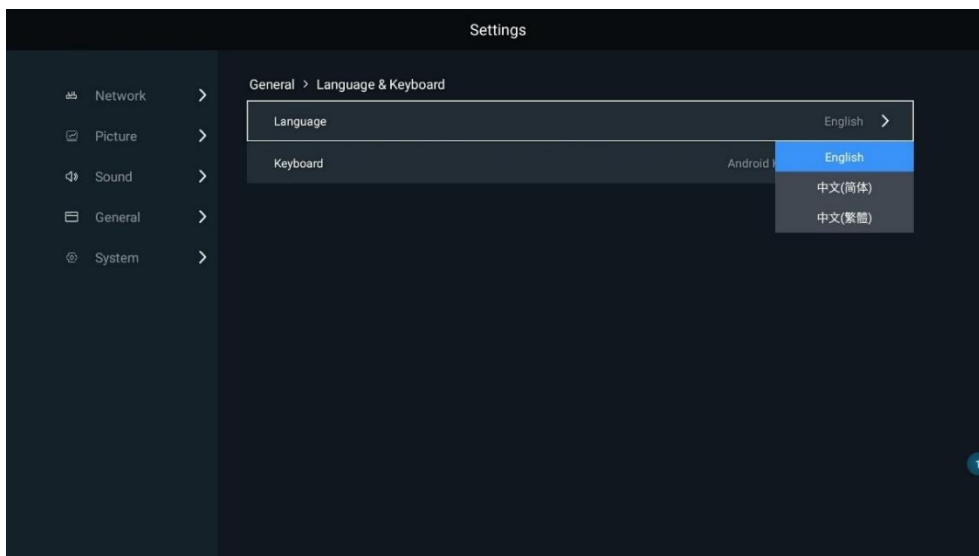 Settings
Network
Picture
Sound
General
System
General > Language & Keyboard
Language English
Keyboard Android
English
中文(简体)
中文(繁體)